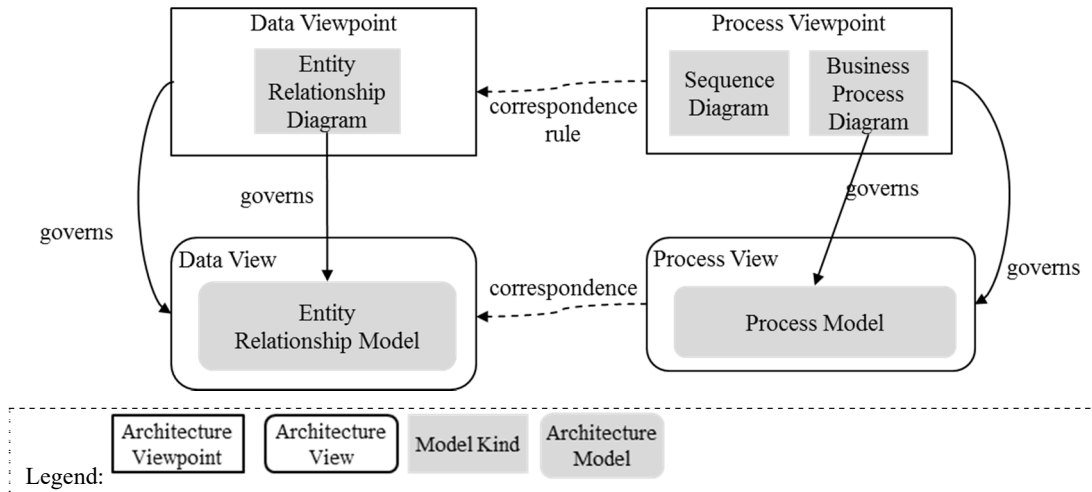 Data Viewpoint
Entity
Relationship
Diagram
correspondence
rule
Process Viewpoint
Sequence
Diagram
Business
Process
Diagram
governs
governs
governs
governs
Data View
Entity
Relationship Model
correspondence
Process View
Process Model
Legend:
Architecture
Viewpoint
Architecture
View
Model Kind
Architecture
Model